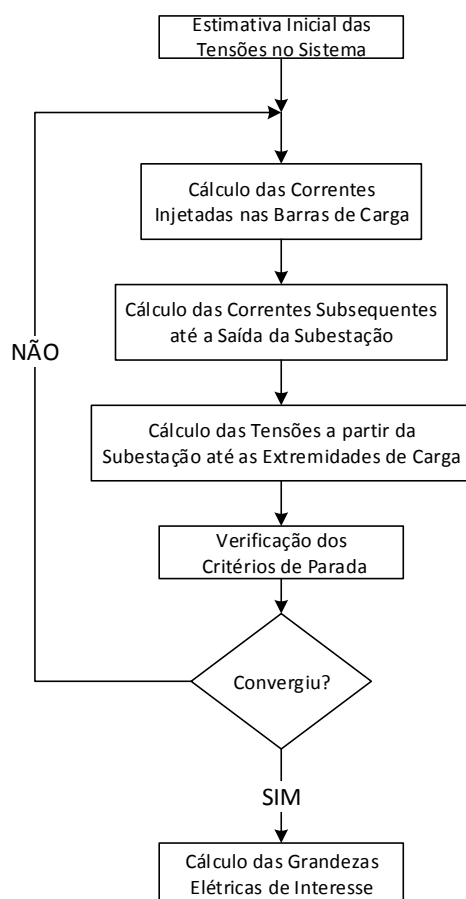 Estimativa Inicial das
Tensões no Sistema
Cálculo das Correntes
Injetadas nas Barras de Carga
Cálculo das Correntes Subsequentes
até a Saída da Subestação
NÃO
Cálculo das Tensões a partir da
Subestação até as Extremidades de Carga
Verificação dos
Critérios de Parada
Convergiu?
SIM
Cálculo das Grandezas
Elétricas de Interesse